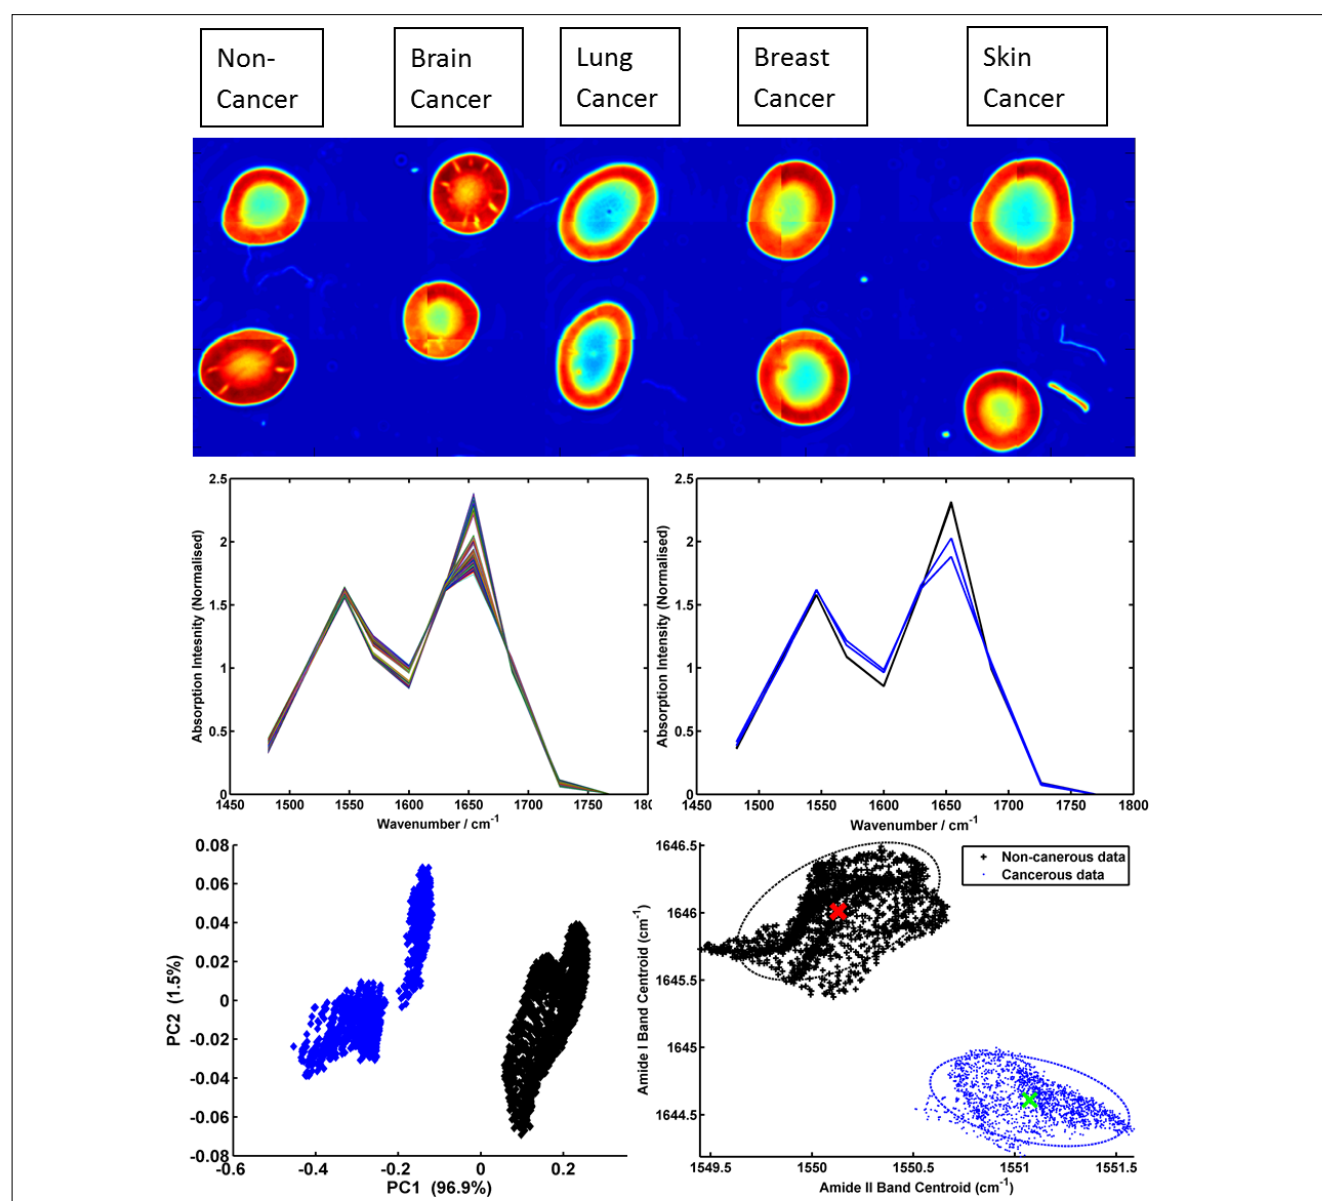 Non-
Cancer
Brain
Cancer
Lung
Cancer
Breast
Cancer
Skin
Cancer
2.5
2
1.5
1
0.5
0
Absorption Intesnity (Normalised)
1450 1500 1550 1600 1650 1700 1750 180
Wavenumber / cm-1
2.5
2
1.5
1
0.5
0
Absorption Intensity (Normalised)
1450 1500 1550 1600 1650 1700 1750 1800
Wavenumber / cm-1
0.08
0.06
0.04
0.02
0
-0.02
-0.04
-0.06
-0.08
PC2 (1.5%)
-0.6 -0.4 -0.2 0 0.2
PC1 (96.9%)
1646.5
1646
1645.5
1645
1644.5
Amide I Band Centroid (cm-1)
Non-canerous data
Cancerous data
1549.5 1550 1550.5 1551 1551.5
Amide II Band Centroid (cm-1)